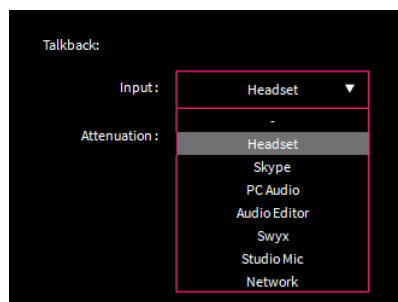 Talkback:
Input: Headset ▼
-
Attenuation: Headset
Skype
PC Audio
Audio Editor
Swyx
Studio Mic
Network